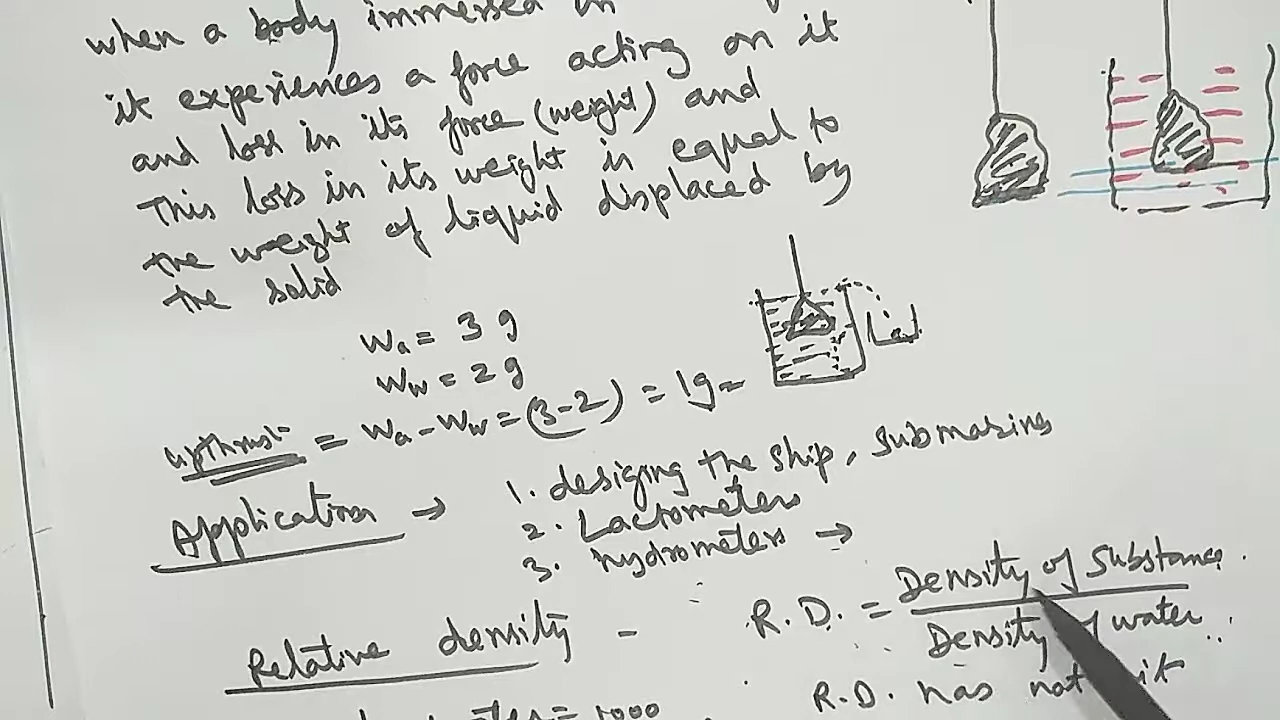 when a body immersed in
it experiences a force acting on it
and loss in its force (weight) and
This loss in its weight is equal to
the weight of liquid displaced by
the solid
Wa = 3 g
Ww = 2 g
upthrust = Wa - Ww = (3-2) = 1g
Application → 1. desiging the ship, submarins
2. Lactometers
3. hydrometers →
Relative density - R.D. = Density of Substance
Density of water
R.D. has not
= 1000